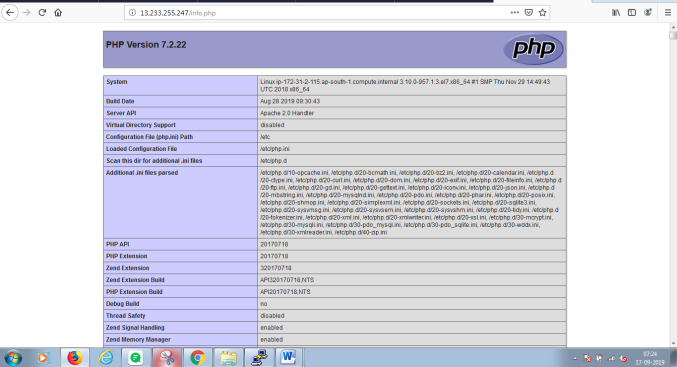 13.233.255.247/info.php
PHP Version 7.2.22
php
System
Linux ip-172-31-2-115.ap-south-1.compute.internal 3.10.0-957.1.3.el7.x86_64 #1 SMP Thu Nov 29 14:49:43
UTC 2018 x86_64
Build Date
Aug 28 2019 09:30:43
Server API
Apache 2.0 Handler
Virtual Directory Support
disabled
Configuration File (php.ini) Path
/etc
Loaded Configuration File
/etc/php.ini
Scan this dir for additional .ini files
/etc/php.d
Additional .ini files parsed
/etc/php.d/10-opcache.ini, /etc/php.d/20-bcmath.ini, /etc/php.d/20-bz2.ini, /etc/php.d/20-calendar.ini, /etc/php.d
/20-ctype.ini, /etc/php.d/20-curl.ini, /etc/php.d/20-dom.ini, /etc/php.d/20-exif.ini, /etc/php.d/20-fileinfo.ini, /etc/php.d
/20-ftp.ini, /etc/php.d/20-gd.ini, /etc/php.d/20-gettext.ini, /etc/php.d/20-iconv.ini, /etc/php.d/20-json.ini, /etc/php.d
/20-mbstring.ini, /etc/php.d/20-mysqlnd.ini, /etc/php.d/20-pdo.ini, /etc/php.d/20-phar.ini, /etc/php.d/20-posix.ini,
/etc/php.d/20-shmop.ini, /etc/php.d/20-simplexml.ini, /etc/php.d/20-sockets.ini, /etc/php.d/20-sqlite3.ini,
/etc/php.d/20-sysvmsg.ini, /etc/php.d/20-sysvsem.ini, /etc/php.d/20-sysvshm.ini, /etc/php.d/20-tidy.ini, /etc/php.d
/20-tokenizer.ini, /etc/php.d/20-xml.ini, /etc/php.d/20-xmlwriter.ini, /etc/php.d/20-xsl.ini, /etc/php.d/30-mcrypt.ini,
/etc/php.d/30-mysqli.ini, /etc/php.d/30-pdo_mysql.ini, /etc/php.d/30-pdo_sqlite.ini, /etc/php.d/30-wddx.ini,
/etc/php.d/30-xmlreader.ini, /etc/php.d/40-zip.ini
PHP API
20170718
PHP Extension
20170718
Zend Extension
320170718
Zend Extension Build
API320170718,NTS
PHP Extension Build
API20170718,NTS
Debug Build
no
Thread Safety
disabled
Zend Signal Handling
enabled
Zend Memory Manager
enabled
07:24
17-09-2019